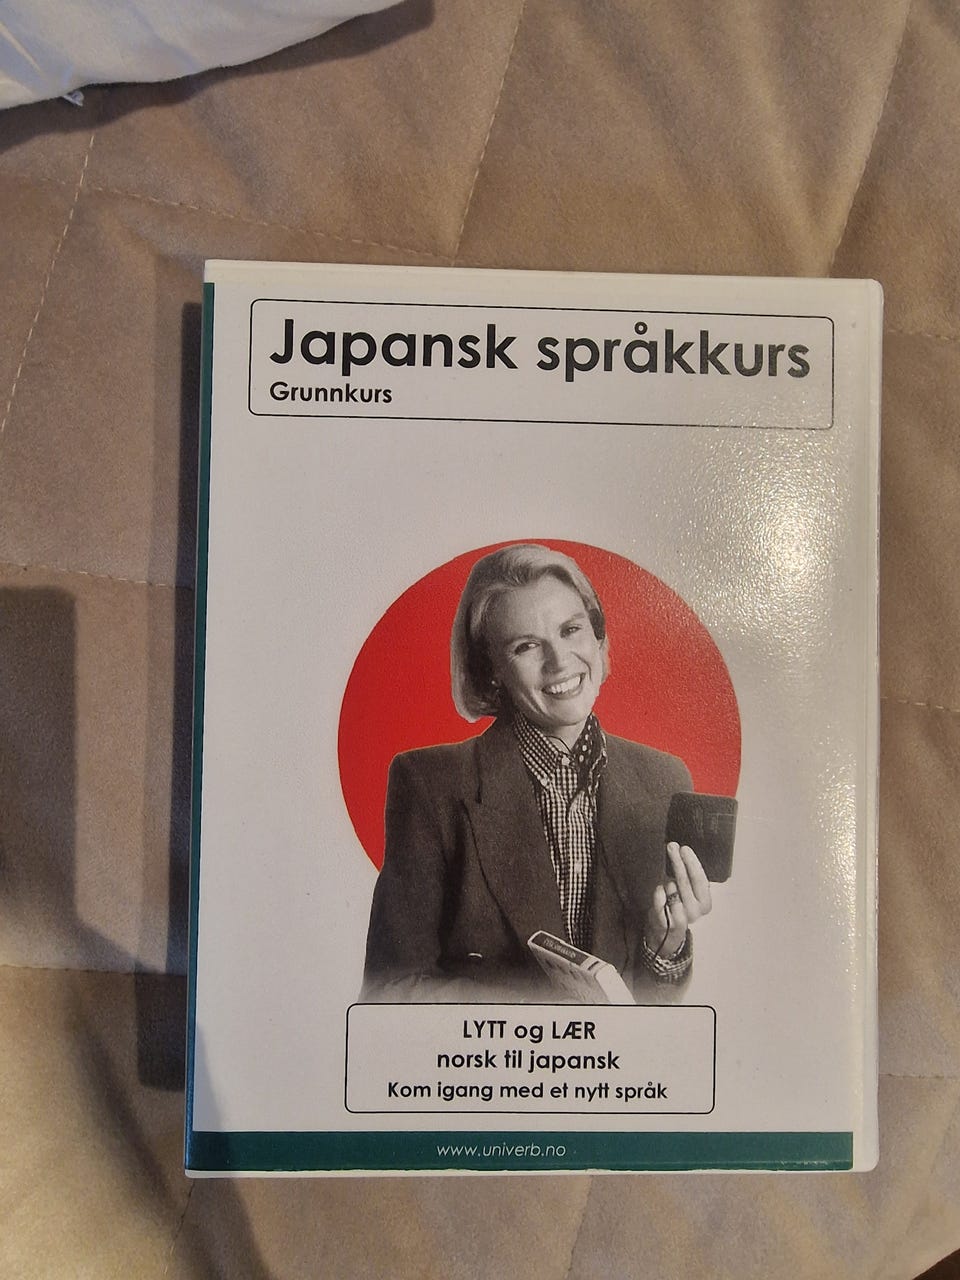 Japansk språkkurs
Grunnkurs
LYTT og LÆR
norsk til japansk
Kom igang med et nytt språk
www.univerb.no